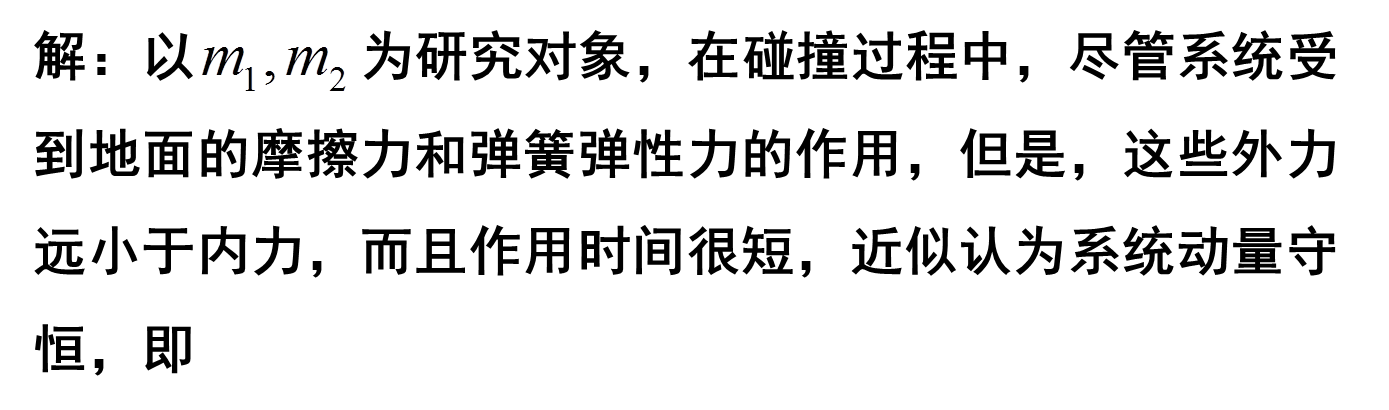 解：以m₁,m₂为研究对象，在碰撞过程中，尽管系统受
到地面的摩擦力和弹簧弹性力的作用，但是，这些外力
远小于内力，而且作用时间很短，近似认为系统动量守
恒，即